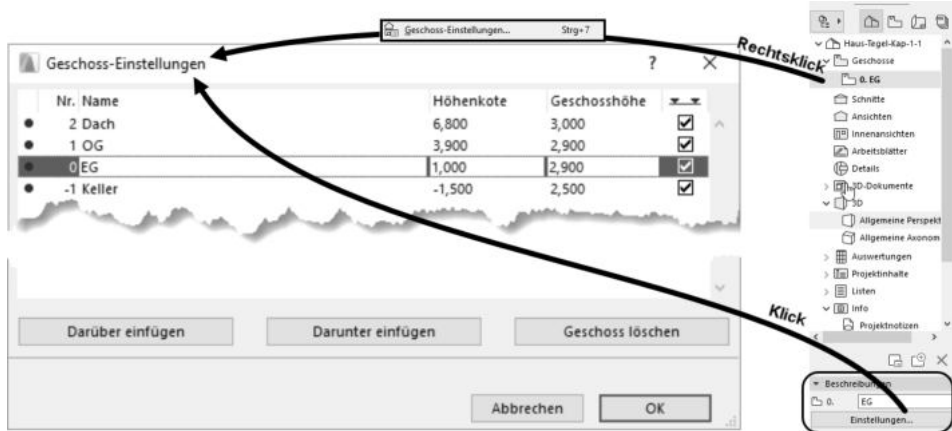 Geschoss-Einstellungen... Strg+7
Geschoss-Einstellungen ?
Nr. Name Höhenkote Geschosshöhe
2 Dach 6,800 3,000
1 OG 3,900 2,900
0 EG 1,000 2,900
-1 Keller -1,500 2,500
Darüber einfügen Darunter einfügen Geschoss löschen
Abbrechen OK
Rechtsklick
Klick
Haus-Tegel-Kap-1-1
Geschosse
0. EG
Schnitte
Ansichten
Innenansichten
Arbeitsblätter
Details
3D-Dokumente
3D
Allgemeine Perspekt
Allgemeine Axonom
Auswertungen
Projektinhalte
Listen
Info
Projektnotizen
Beschreibungen
0. EG
Einstellungen...